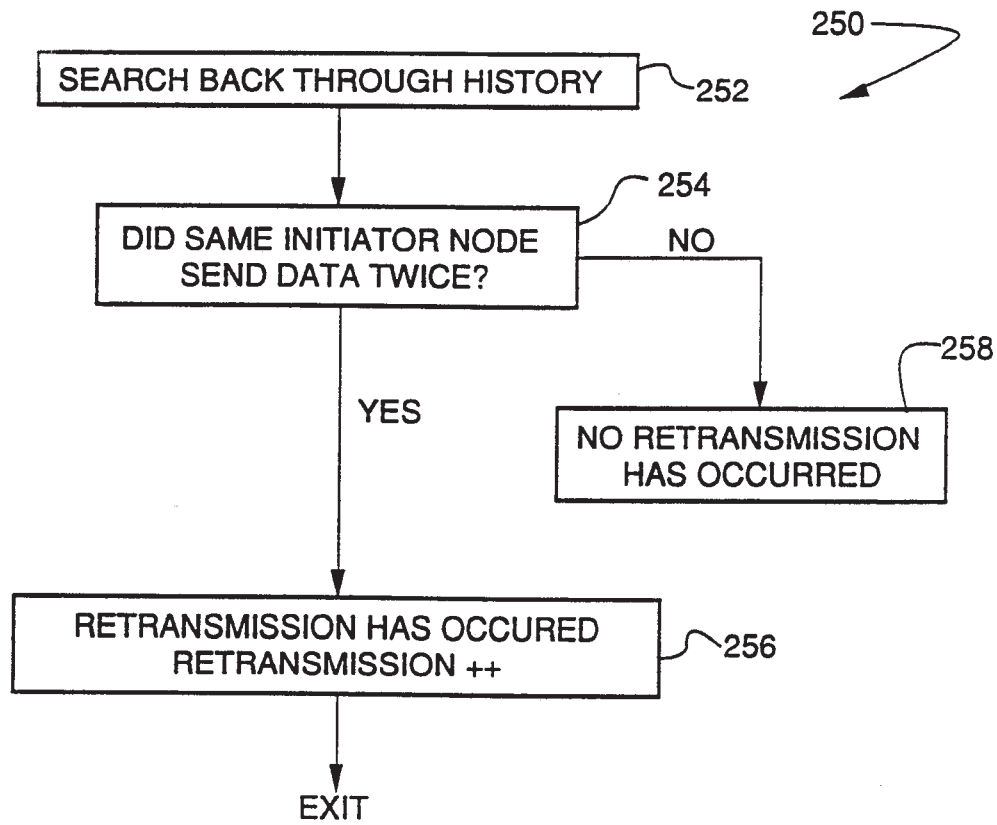 250
SEARCH BACK THROUGH HISTORY
252
254
DID SAME INITIATOR NODE
SEND DATA TWICE?
NO
258
YES
NO RETRANSMISSION
HAS OCCURRED
RETRANSMISSION HAS OCCURED
RETRANSMISSION ++
256
EXIT